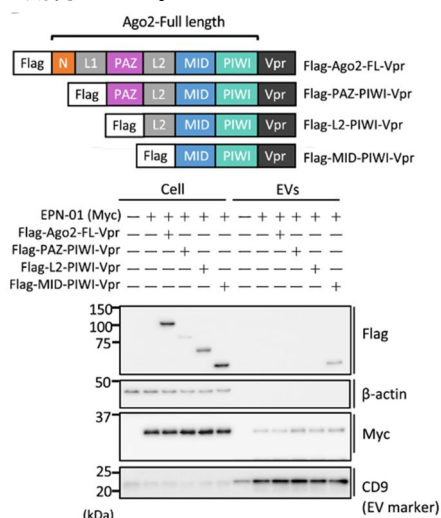 Ago2-Full length
Flag N L1 PAZ L2 MID PIWI Vpr Flag-Ago2-FL-Vpr
Flag PAZ L2 MID PIWI Vpr Flag-PAZ-PIWI-Vpr
Flag L2 MID PIWI Vpr Flag-L2-PIWI-Vpr
Flag MID PIWI Vpr Flag-MID-PIWI-Vpr
Cell EVs
EPN-01 (Myc) — + + + + + — + + + + +
Flag-Ago2-FL-Vpr — — + — — — — — + — — —
Flag-PAZ-PIWI-Vpr — — — + — — — — — + — —
Flag-L2-PIWI-Vpr — — — — + — — — — — + —
Flag-MID-PIWI-Vpr — — — — — + — — — — — +
150
100
75
Flag
50
β-actin
37
Myc
25
20
CD9
(EV marker)
(kDa)